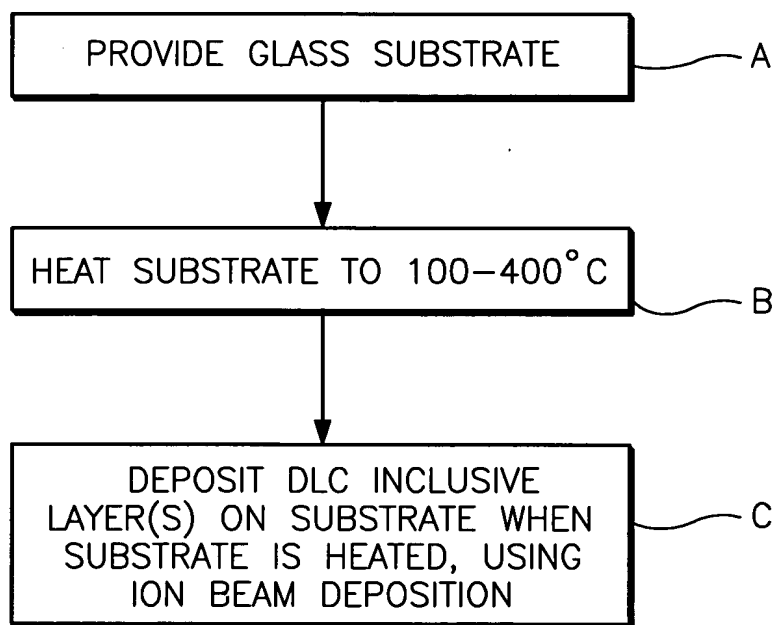 PROVIDE GLASS SUBSTRATE
A
HEAT SUBSTRATE TO 100-400°C
B
DEPOSIT DLC INCLUSIVE
LAYER(S) ON SUBSTRATE WHEN
SUBSTRATE IS HEATED, USING
ION BEAM DEPOSITION
C